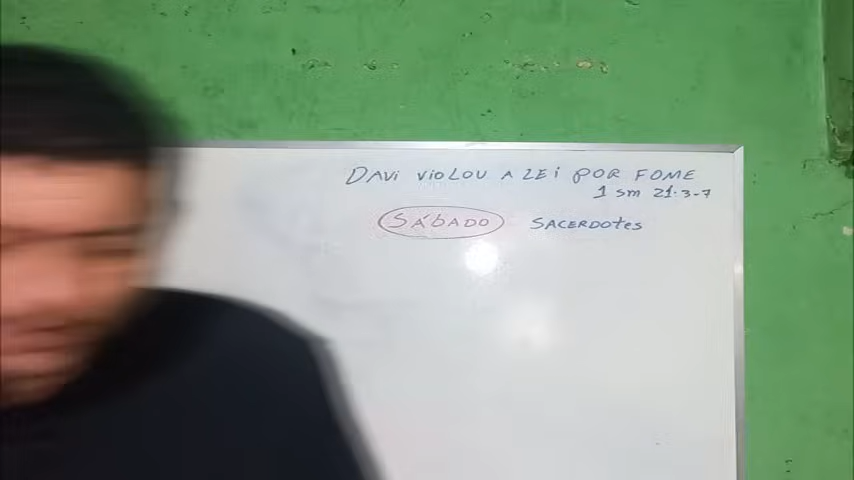 DAVI VIOLOU A LEI POR FOME
1 SM 21.3-7
SÁBADO SACERDOTES